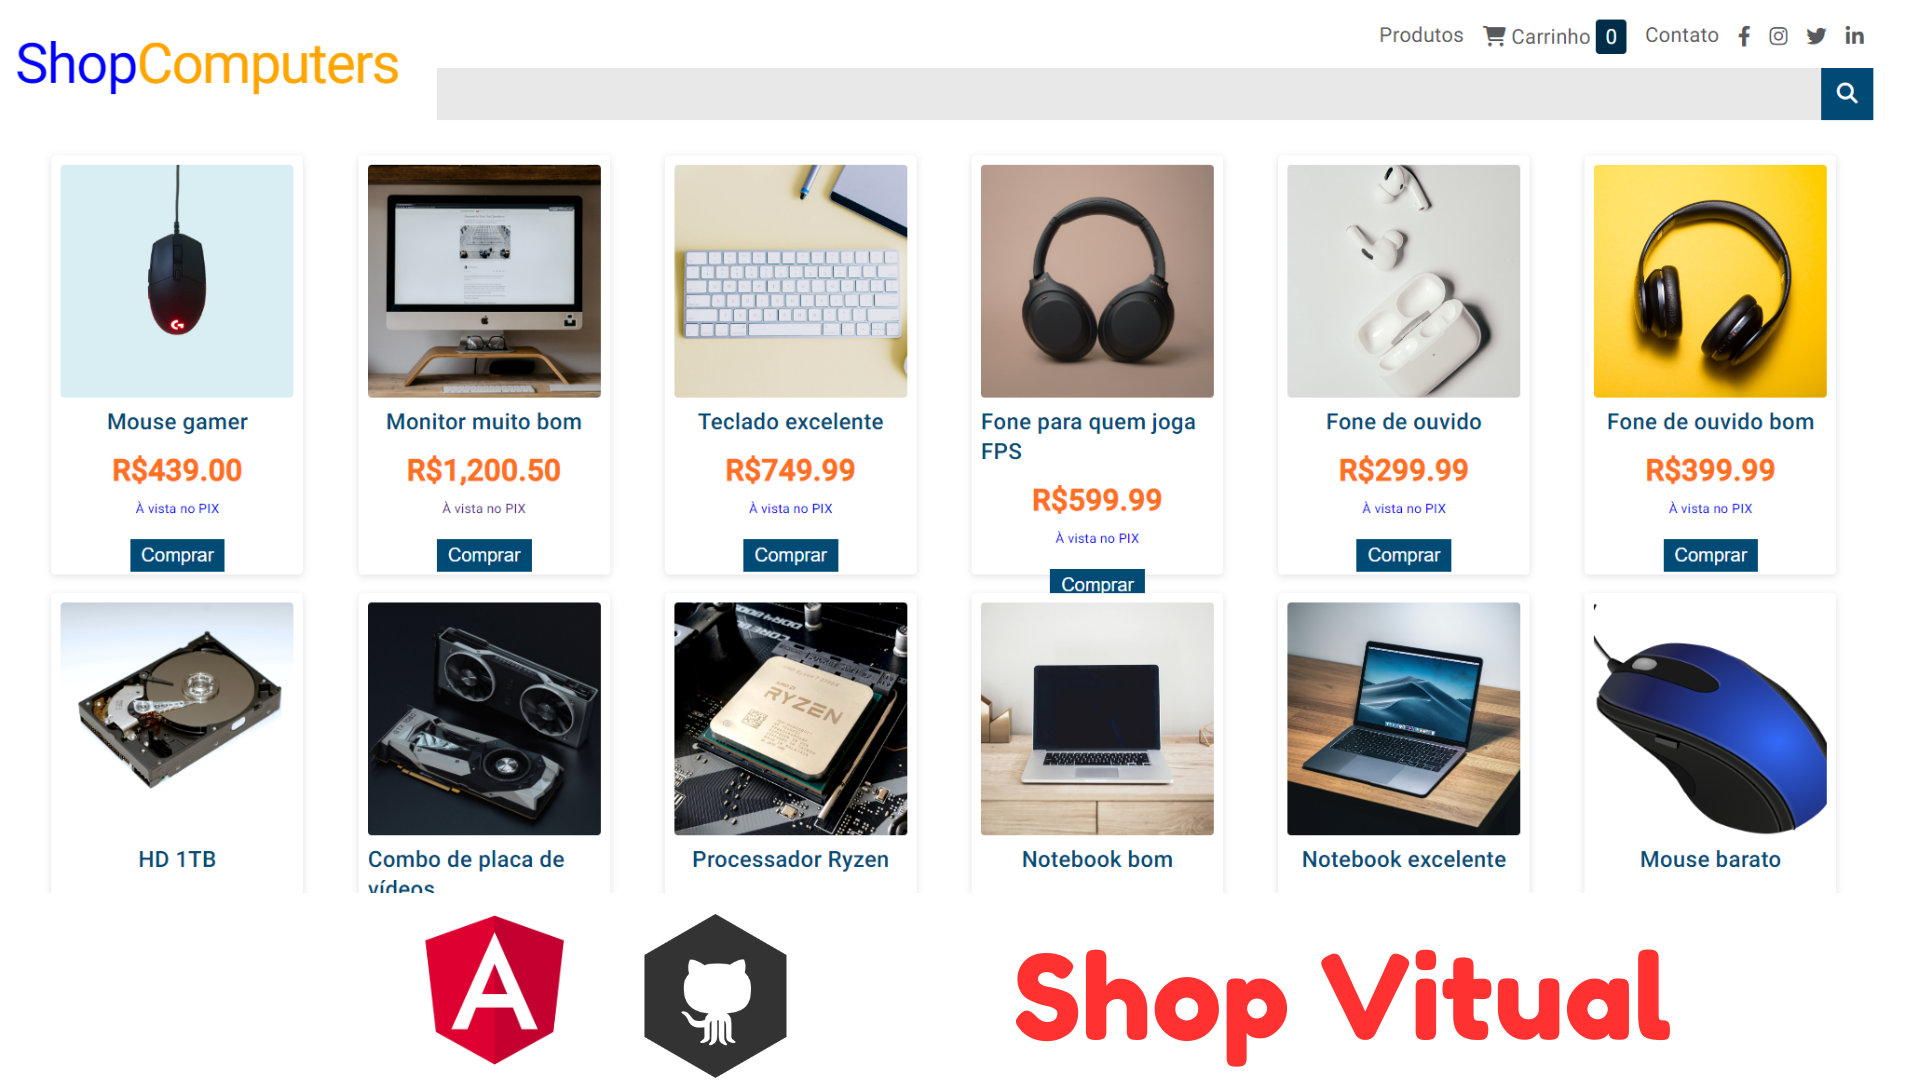 Produtos Carrinho 0 Contato
ShopComputers
Mouse gamer
R$439.00
À vista no PIX
Comprar
Monitor muito bom
R$1,200.50
À vista no PIX
Comprar
Teclado excelente
R$749.99
À vista no PIX
Comprar
Fone para quem joga
FPS
R$599.99
À vista no PIX
Comprar
Fone de ouvido
R$299.99
À vista no PIX
Comprar
Fone de ouvido bom
R$399.99
À vista no PIX
Comprar
HD 1TB
Combo de placa de
vídeos
RYZEN
Processador Ryzen
Notebook bom
Notebook excelente
Mouse barato
Shop Vitual